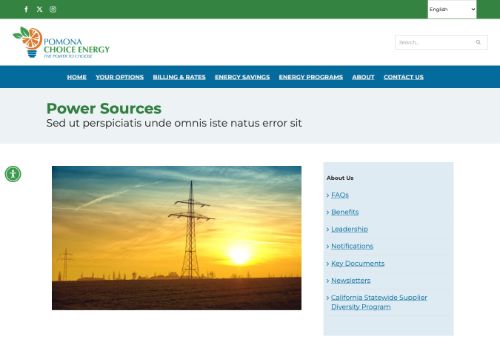 English
POMONA
CHOICE ENERGY
THE POWER TO CHOOSE
Search...
HOME YOUR OPTIONS BILLING & RATES ENERGY SAVINGS ENERGY PROGRAMS ABOUT CONTACT US
Power Sources
Sed ut perspiciatis unde omnis iste natus error sit
About Us
FAQs
Benefits
Leadership
Notifications
Key Documents
Newsletters
California Statewide Supplier
Diversity Program